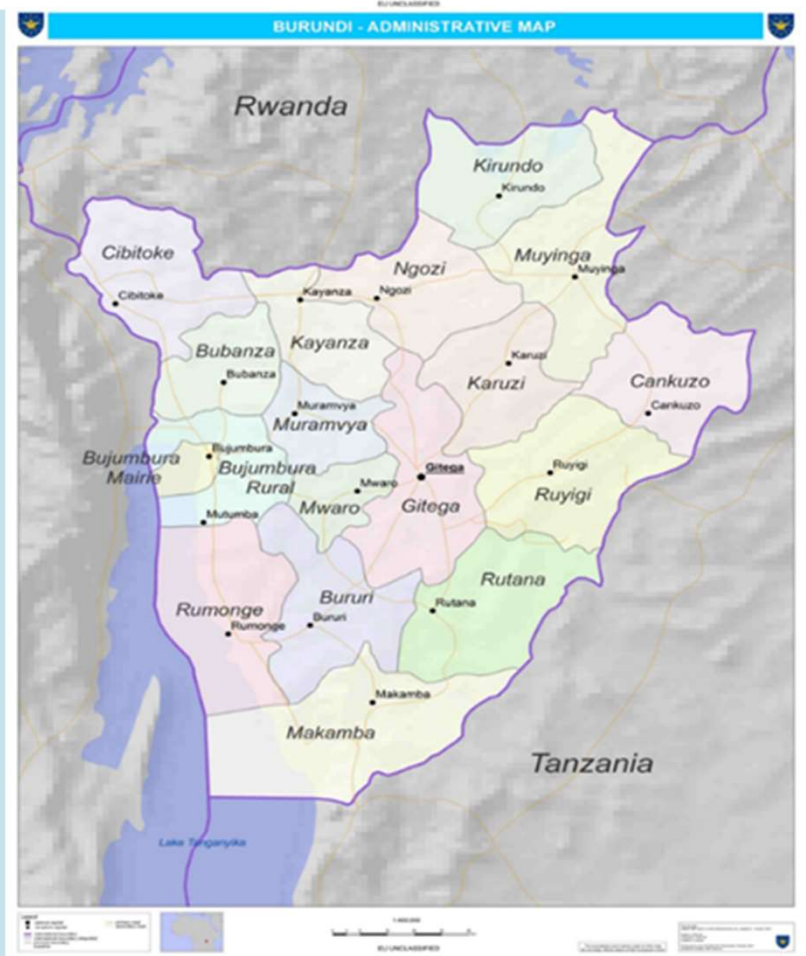 EU UNCLASSIFIED
BURUNDI - ADMINISTRATIVE MAP
Rwanda
Kirundo
Kirundo
Cibitoke
Cibitoke
Ngozi
Ngozi
Muyinga
Muyinga
Kayanza
Kayanza
Bubanza
Bubanza
Karuzi
Karuzi
Cankuzo
Cankuzo
Muramvya
Muramvya
Bujumbura
Mairie
Bujumbura
Bujumbura
Rural
Mwaro
Mwaro
Gitega
Gitega
Ruyigi
Ruyigi
Mutumba
Rutana
Rutana
Bururi
Bururi
Rumonge
Rumonge
Makamba
Makamba
Tanzania
Lake Tanganyika
EU UNCLASSIFIED